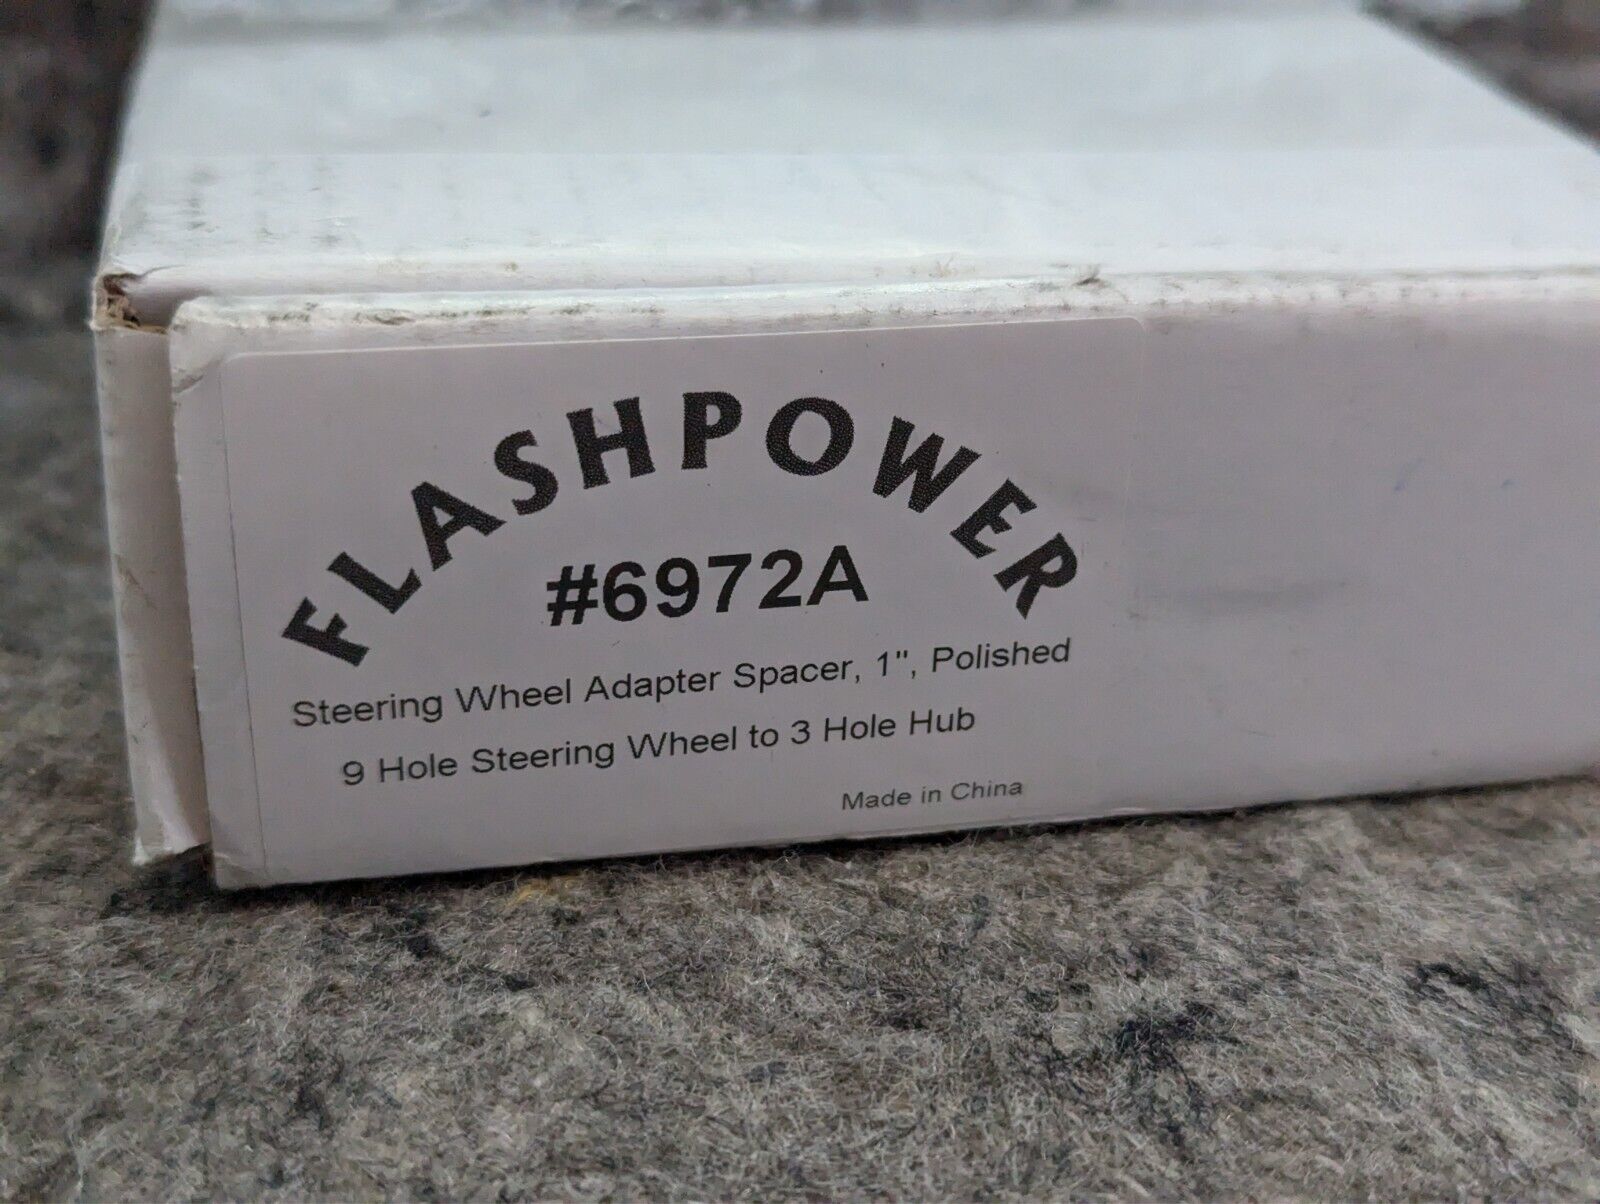 FLASHPOWER
#6972A
Steering Wheel Adapter Spacer, 1", Polished
9 Hole Steering Wheel to 3 Hole Hub
Made in China